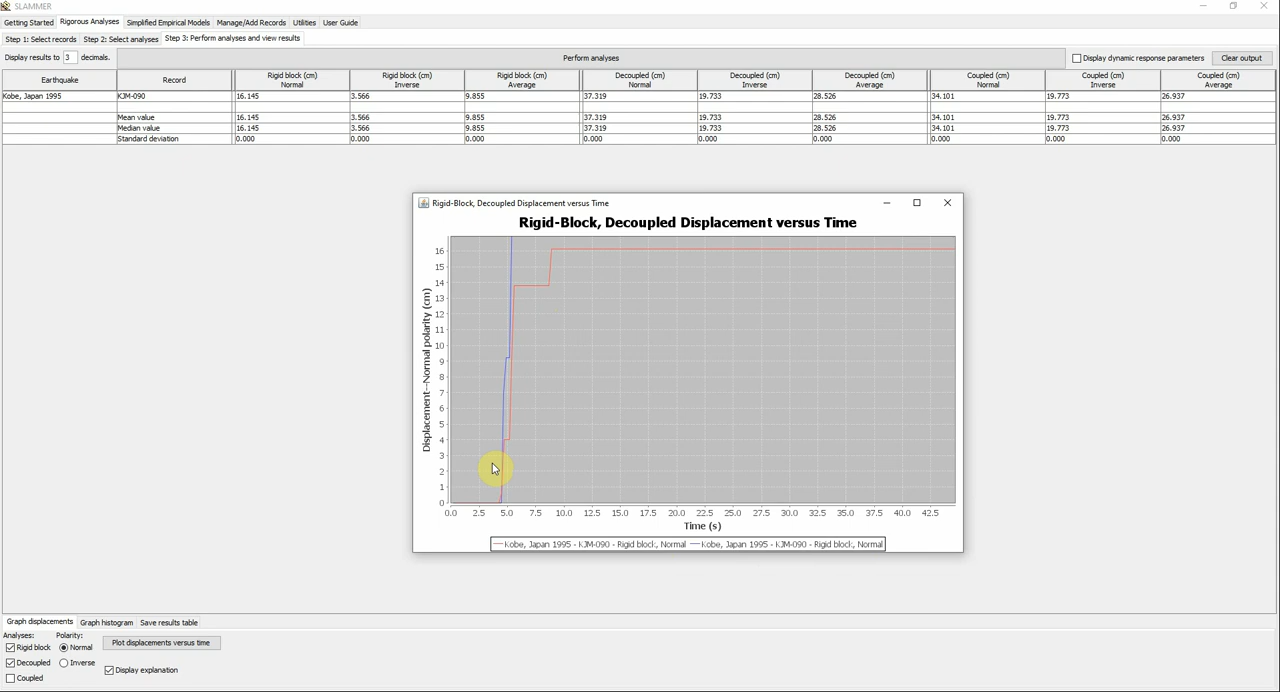 SLAMMER
Getting Started Rigorous Analyses Simplified Empirical Models Manage/Add Records Utilities User Guide
Step 1: Select records Step 2: Select analyses Step 3: Perform analyses and view results
Display results to 3 decimals. Perform analyses Display dynamic response parameters Clear output
Earthquake Record Rigid block (cm) Normal Rigid block (cm) Inverse Rigid block (cm) Average Decoupled (cm) Normal Decoupled (cm) Inverse Decoupled (cm) Average Coupled (cm) Normal Coupled (cm) Inverse Coupled (cm) Average
Kobe, Japan 1995 KJM-090 16.145 3.566 9.855 37.319 19.733 28.526 34.101 19.773 26.937
Mean value 16.145 3.566 9.855 37.319 19.733 28.526 34.101 19.773 26.937
Median value 16.145 3.566 9.855 37.319 19.733 28.526 34.101 19.773 26.937
Standard deviation 0.000 0.000 0.000 0.000 0.000 0.000 0.000 0.000 0.000
Rigid-Block, Decoupled Displacement versus Time
Rigid-Block, Decoupled Displacement versus Time
Displacement--Normal polarity (cm)
16
15
14
13
12
11
10
9
8
7
6
5
4
3
2
1
0
0.0 2.5 5.0 7.5 10.0 12.5 15.0 17.5 20.0 22.5 25.0 27.5 30.0 32.5 35.0 37.5 40.0 42.5
Time (s)
Kobe, Japan 1995 - KJM-090 - Rigid block, Normal Kobe, Japan 1995 - KJM-090 - Rigid block, Normal
Graph displacements Graph histogram Save results table
Analyses: Polarity:
Rigid block Normal Plot displacements versus time
Decoupled Inverse
Display explanation
Coupled